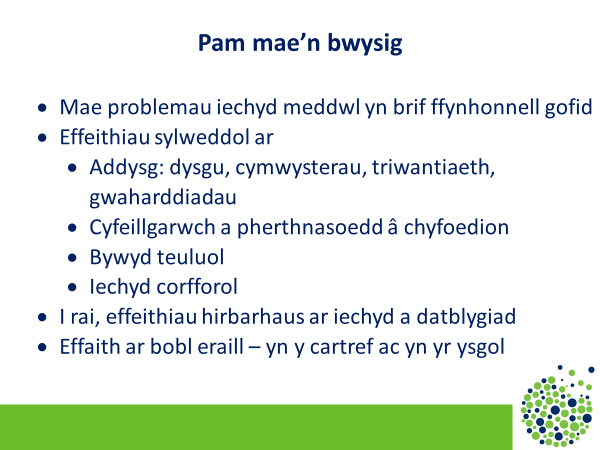 Pam mae’n bwysig
• Mae problemau iechyd meddwl yn brif ffynhonnell gofid
• Effeithiau sylweddol ar
• Addysg: dysgu, cymwysterau, triwantiaeth,
gwaharddiadau
• Cyfeillgarwch a pherthnasoedd â chyfoedion
• Bywyd teuluol
• Iechyd corfforol
• I rai, effeithiau hirbarhaus ar iechyd a datblygiad
• Effaith ar bobl eraill – yn y cartref ac yn yr ysgol